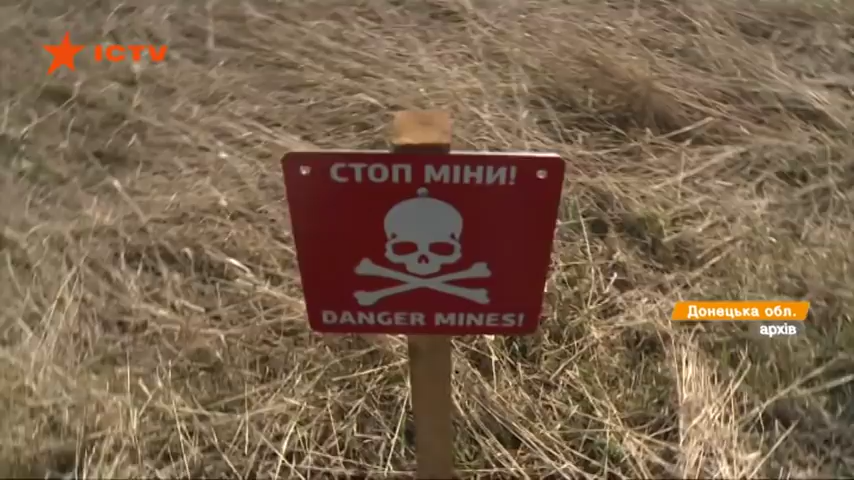 ICTV
СТОП МІНИ!
DANGER MINES!
Донецька обл.
архів